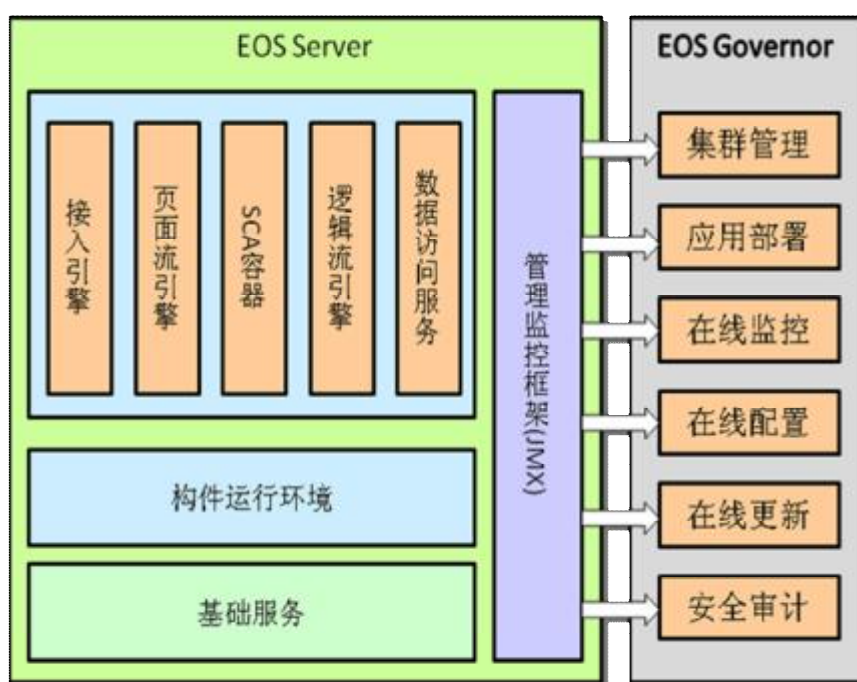 EOS Server
接入引擎
页面流引擎
SCA容器
逻辑流引擎
数据访问服务
构件运行环境
基础服务
管理监控框架(JMX)
EOS Governor
集群管理
应用部署
在线监控
在线配置
在线更新
安全审计